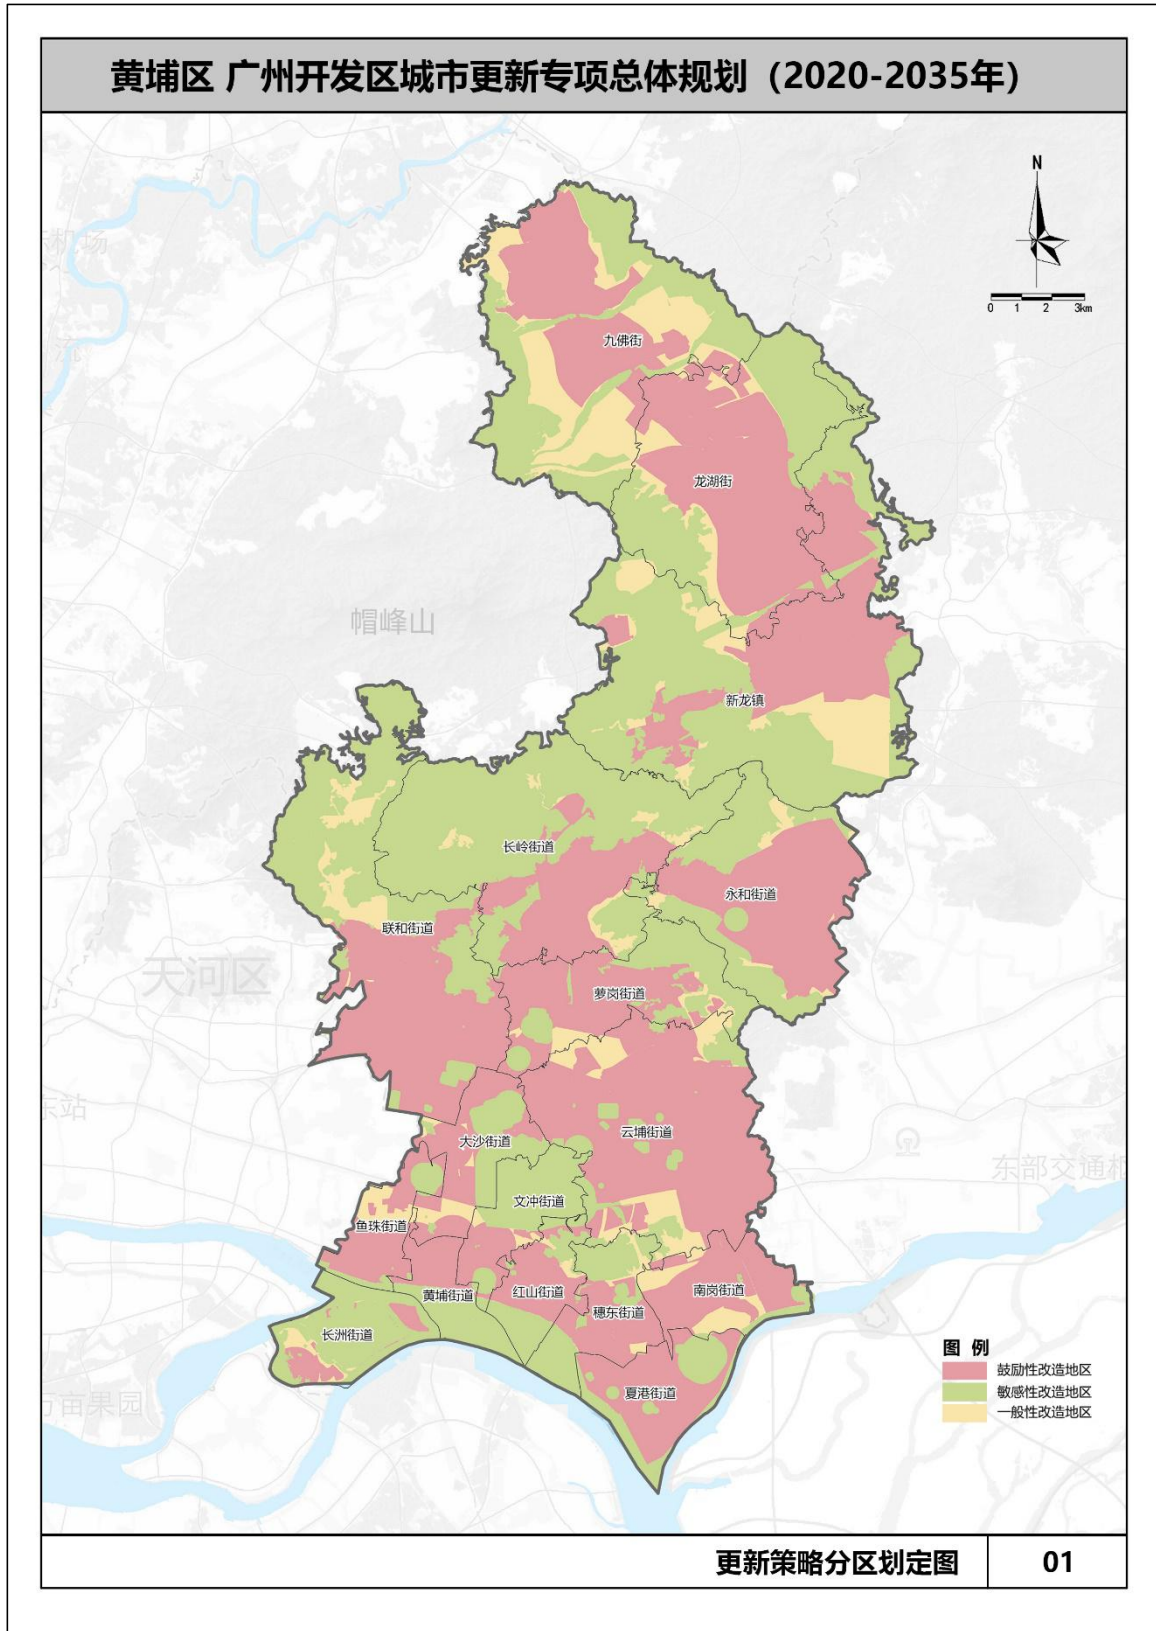 黄埔区 广州开发区城市更新专项总体规划（2020-2035年）
N
0 1 2 3km
九佛街
龙湖街
帽峰山
新龙镇
长岭街道
永和街道
联和街道
天河区
萝岗街道
东站
云埔街道
大沙街道
东部交通枢
文冲街道
鱼珠街道
黄埔街道
红山街道
南岗街道
穗东街道
长洲街道
夏港街道
万亩果园
图 例
鼓励性改造地区
敏感性改造地区
一般性改造地区
更新策略分区划定图
01